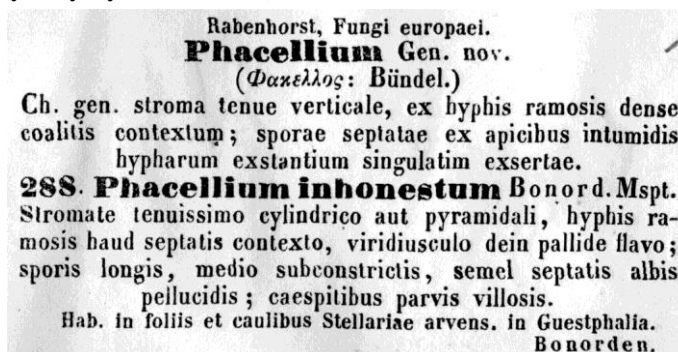 Rabenhorst, Fungi europaei.
Phacellium Gen. nov.
(Φακελλος: Bündel.)
Ch. gen. stroma tenue verticale, ex hyphis ramosis dense
coalitis contextum; sporae septatae ex apicibus intumidis
hypharum exstantium singulatim exsertae.
288. Phacellium inhonestum Bonord. Mspt.
Stromate tenuissimo cylindrico aut pyramidali, hyphis ra-
mosis haud septatis contexto, viridiusculo dein pallide flavo;
sporis longis, medio subconstrictis, semel septatis albis
pellucidis; caespitibus parvis villosis.
Hab. in foliis et caulibus Stellariae arvens. in Guestphalia.
Bonorden.